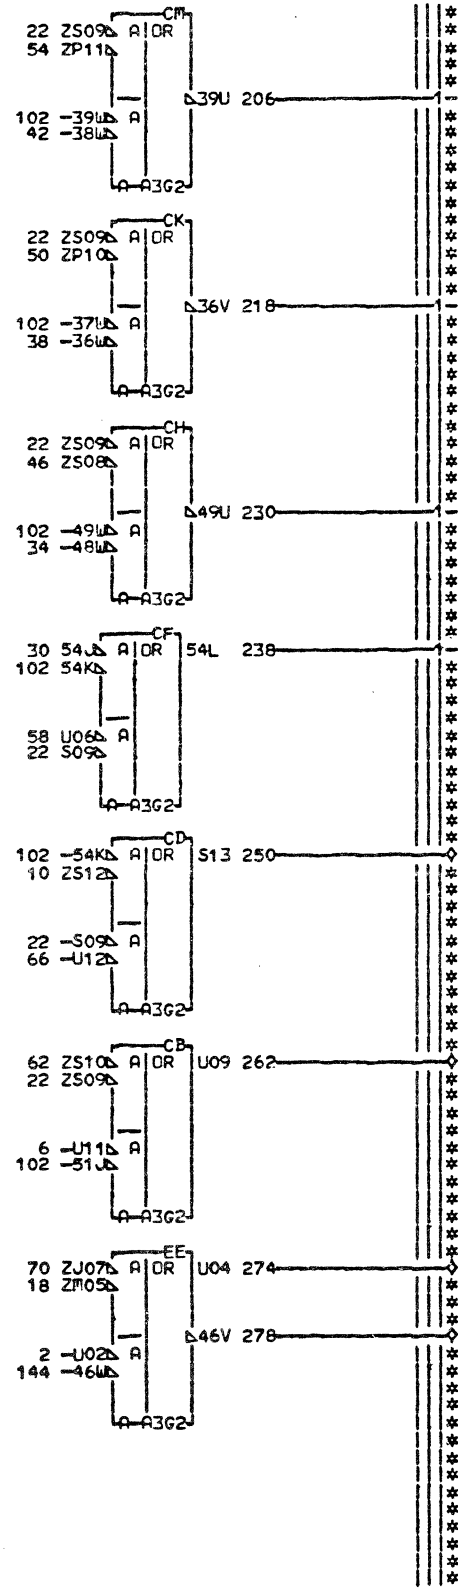 CM
22 ZS09 A OR
54 ZP11
39U 206
102 -39W A
42 -38W
A A3G2
CK
22 ZS09 A OR
50 ZP10
36V 218
102 -37W A
38 -36W
A A3G2
CH
22 ZS09 A OR
46 ZS08
49U 230
102 -49W A
34 -48W
A A3G2
CF
30 54J A OR 54L 238
102 54K
58 U06 A
22 S09
A A3G2
CD
102 -54K A OR S13 250
10 ZS12
22 -S09 A
66 -U12
A A3G2
CB
62 ZS10 A OR U09 262
22 ZS09
6 -U11 A
102 -51J
A A3G2
EE
70 ZJ07 A OR U04 274
18 ZM05
46V 278
2 -U02 A
144 -46W
A A3G2